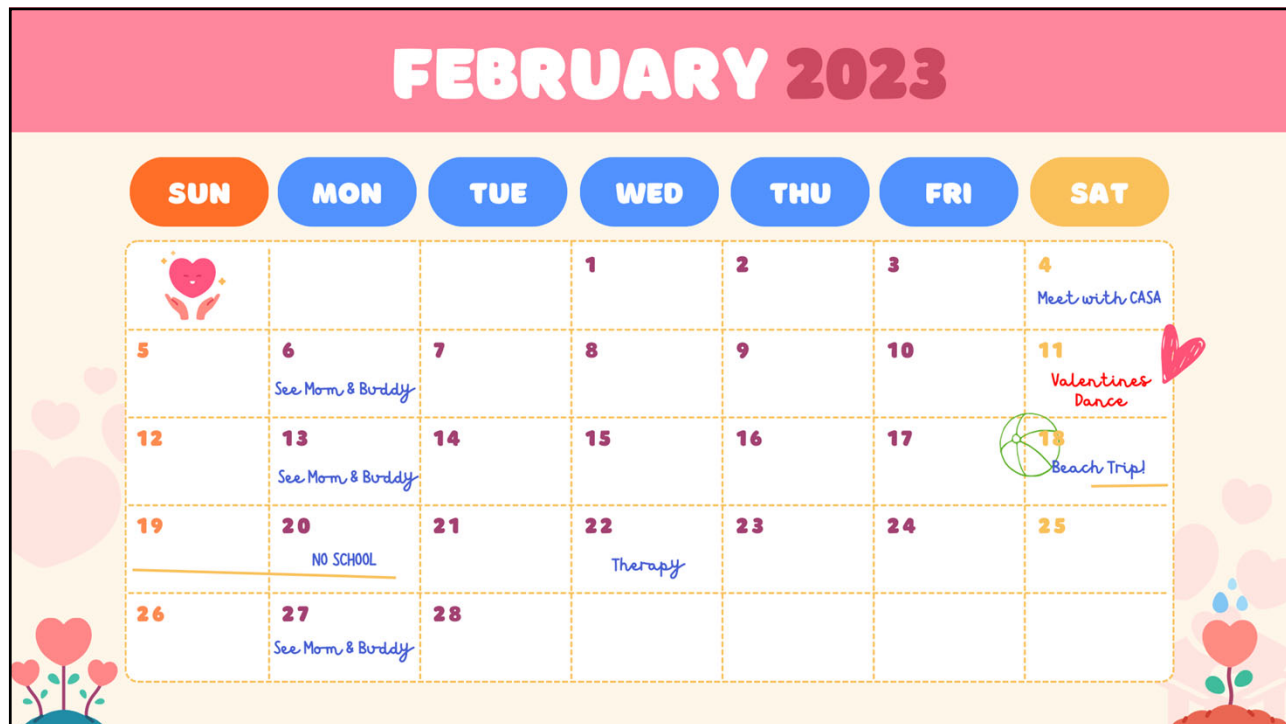 FEBRUARY 2023
SUN MON TUE WED THU FRI SAT
1 2 3 4
Meet with CASA
5 6 7 8 9 10 11
See Mom & Buddy Valentines
Dance
12 13 14 15 16 17 18
See Mom & Buddy Beach Trip!
19 20 21 22 23 24 25
NO SCHOOL Therapy
26 27 28
See Mom & Buddy